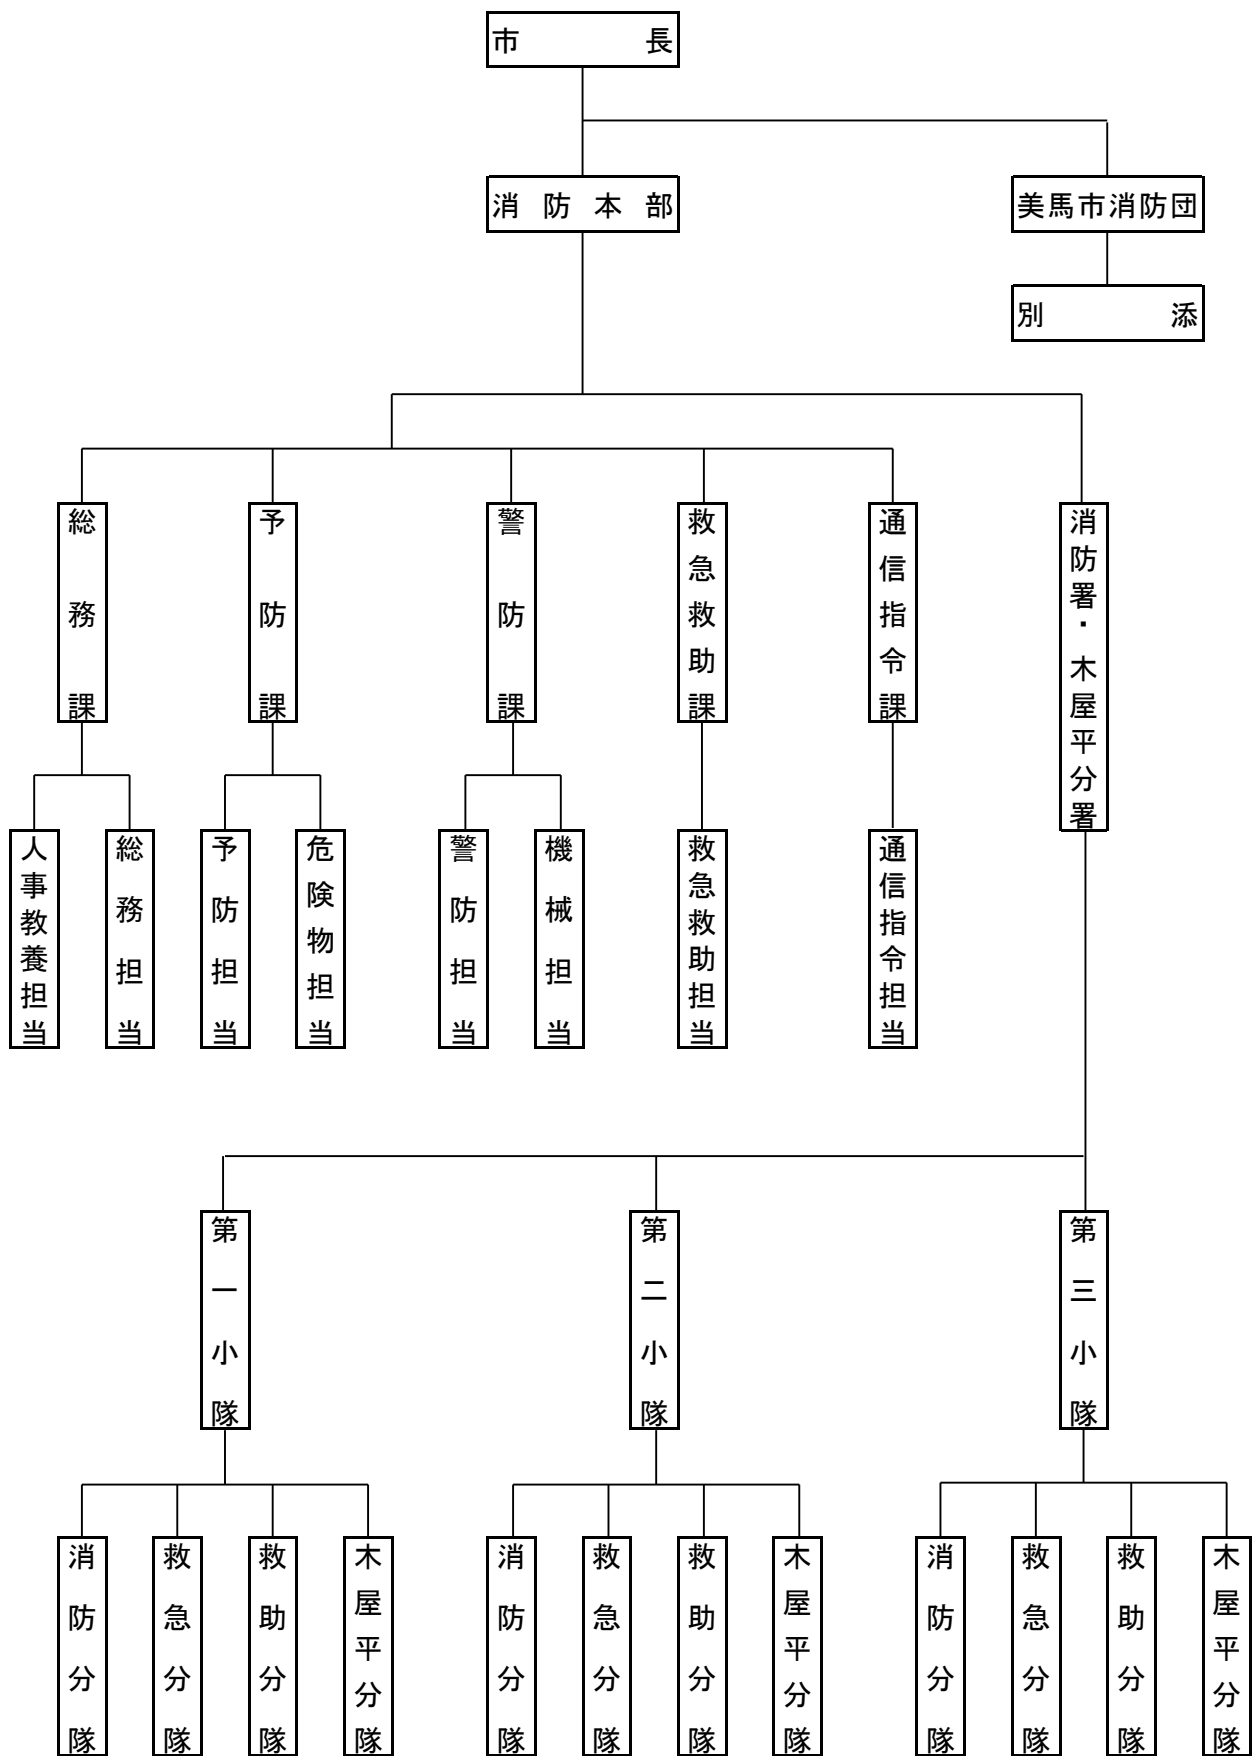 市長
消防本部
美馬市消防団
別添
総務課
予防課
警防課
救急救助課
通信指令課
消防署・木屋平分署
人事教養担当
総務担当
予防担当
危険物担当
警防担当
機械担当
救急救助担当
通信指令担当
第一小隊
第二小隊
第三小隊
消防分隊
救急分隊
救助分隊
木屋平分隊
消防分隊
救急分隊
救助分隊
木屋平分隊
消防分隊
救急分隊
救助分隊
木屋平分隊